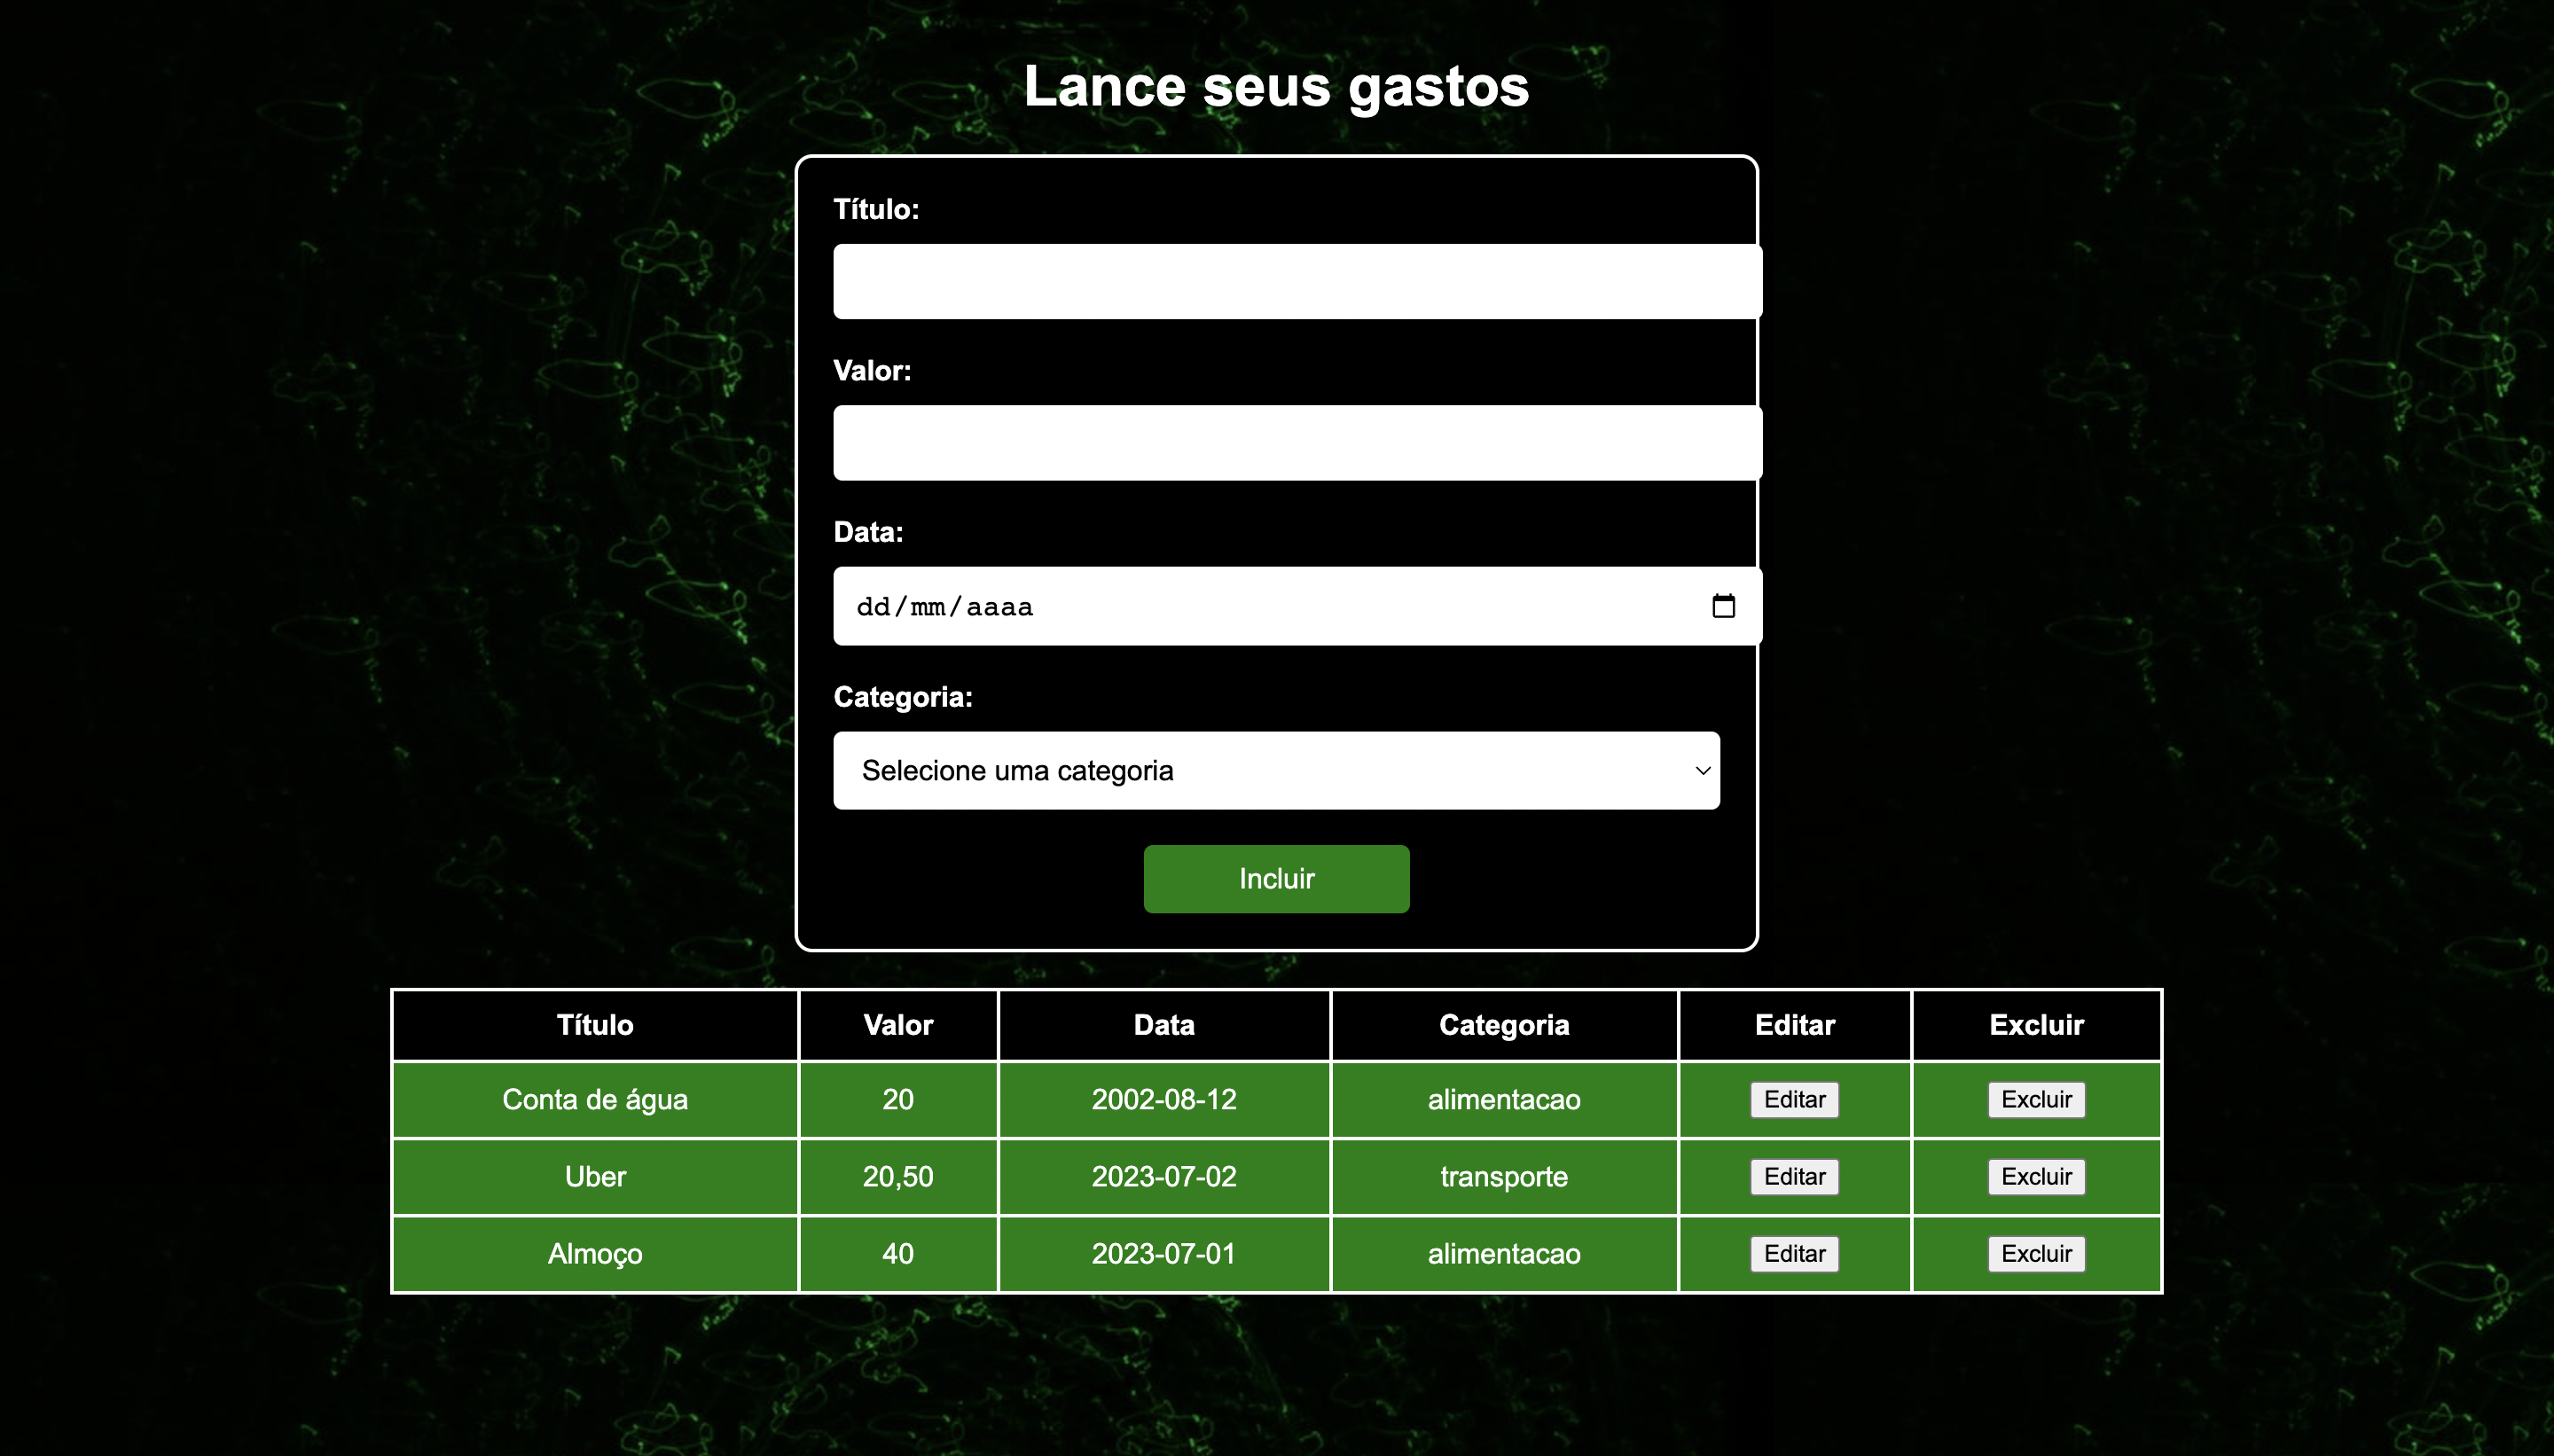 Lance seus gastos
Título:
Valor:
Data:
dd/mm/aaaa
Categoria:
Selecione uma categoria
Incluir
Título Valor Data Categoria Editar Excluir
Conta de água 20 2002-08-12 alimentacao Editar Excluir
Uber 20,50 2023-07-02 transporte Editar Excluir
Almoço 40 2023-07-01 alimentacao Editar Excluir